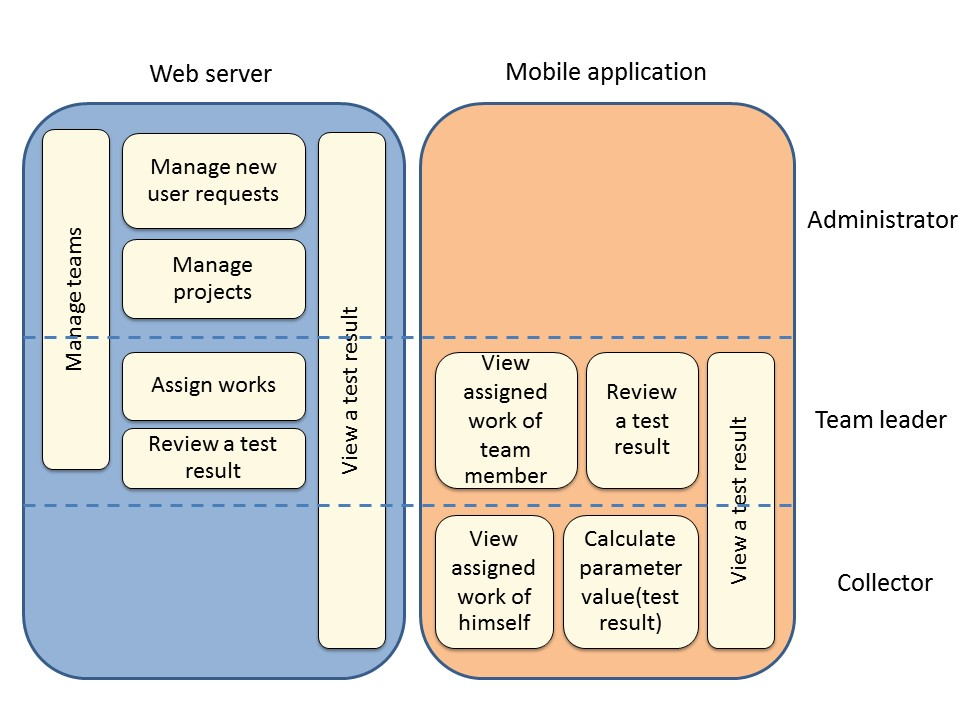 Web server
Mobile application
Manage teams
Manage new
user requests
Manage
projects
Assign works
Review a test
result
View a test result
View
assigned
work of
team
member
Review
a test
result
View a test result
View
assigned
work of
himself
Calculate
parameter
value(test
result)
Administrator
Team leader
Collector